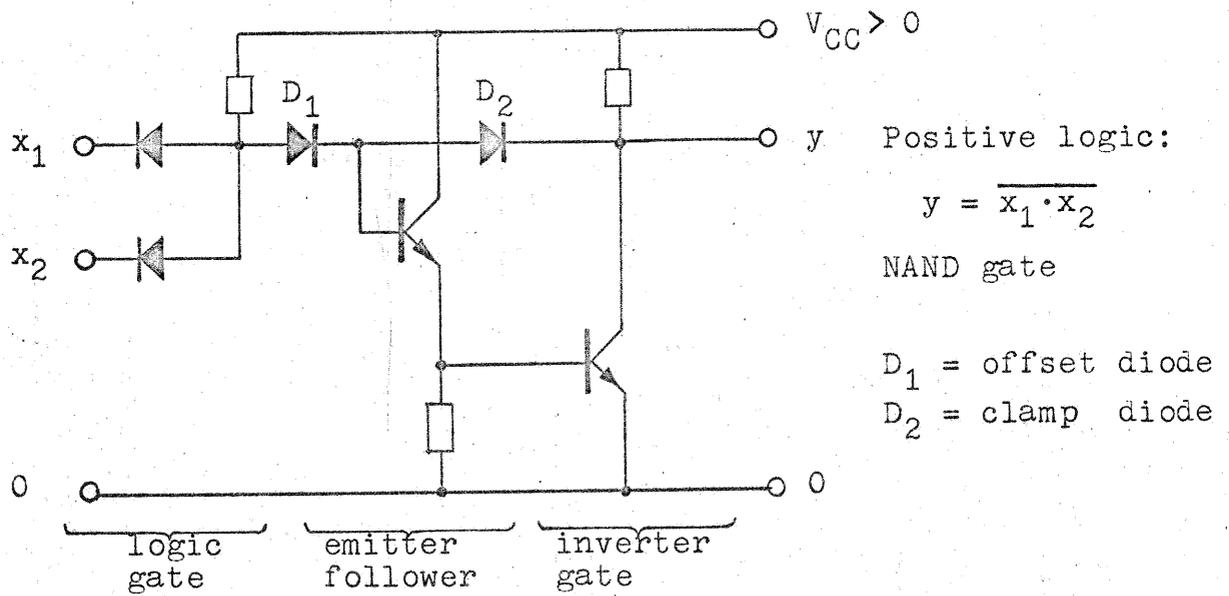 V_CC > 0
D_1
D_2
x_1
y
x_2
0
0
logic
gate
emitter
follower
inverter
gate
Positive logic:
y = \overline{x_1·x_2}
NAND gate
D_1 = offset diode
D_2 = clamp diode